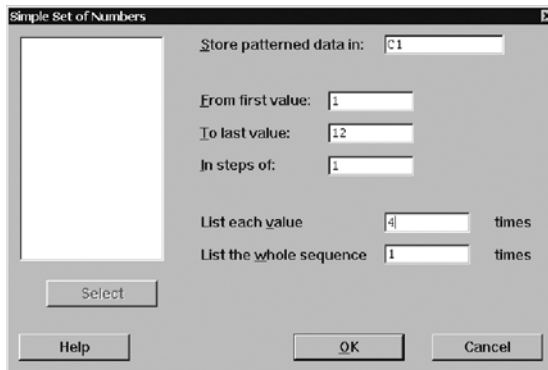 Simple Set of Numbers
Store patterned data in: C1
From first value: 1
To last value: 12
In steps of: 1
List each value 4 times
List the whole sequence 1 times
Select
Help OK Cancel